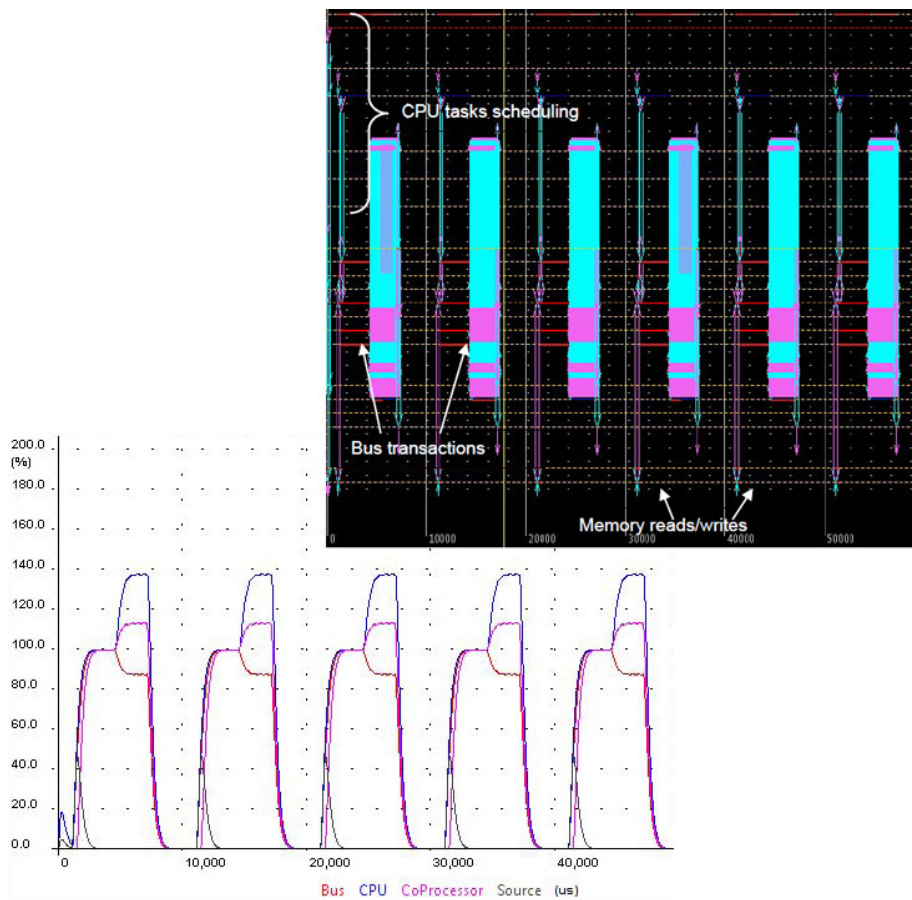 CPU tasks scheduling
Bus transactions
Memory reads/writes
0 10000 20000 30000 40000 50000
200.0
(%)
180.0
160.0
140.0
120.0
100.0
80.0
60.0
40.0
20.0
0.0
0 10,000 20,000 30,000 40,000
Bus CPU CoProcessor Source (us)